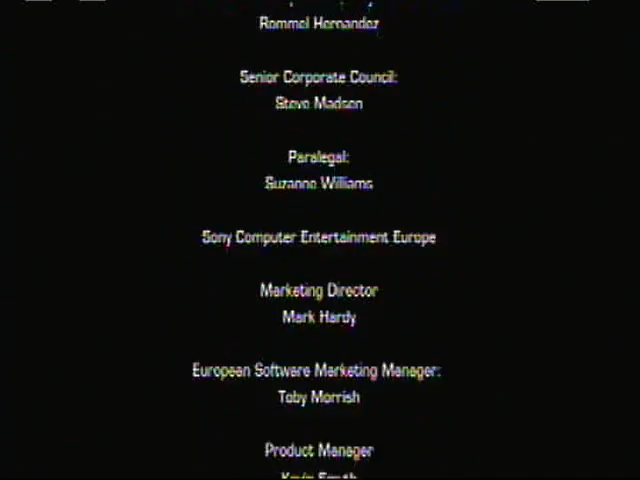 Rommel Hernandez
Senior Corporate Council:
Steve Madsen
Paralegal:
Suzanne Williams
Sony Computer Entertainment Europe
Marketing Director
Mark Hardy
European Software Marketing Manager:
Toby Morrish
Product Manager